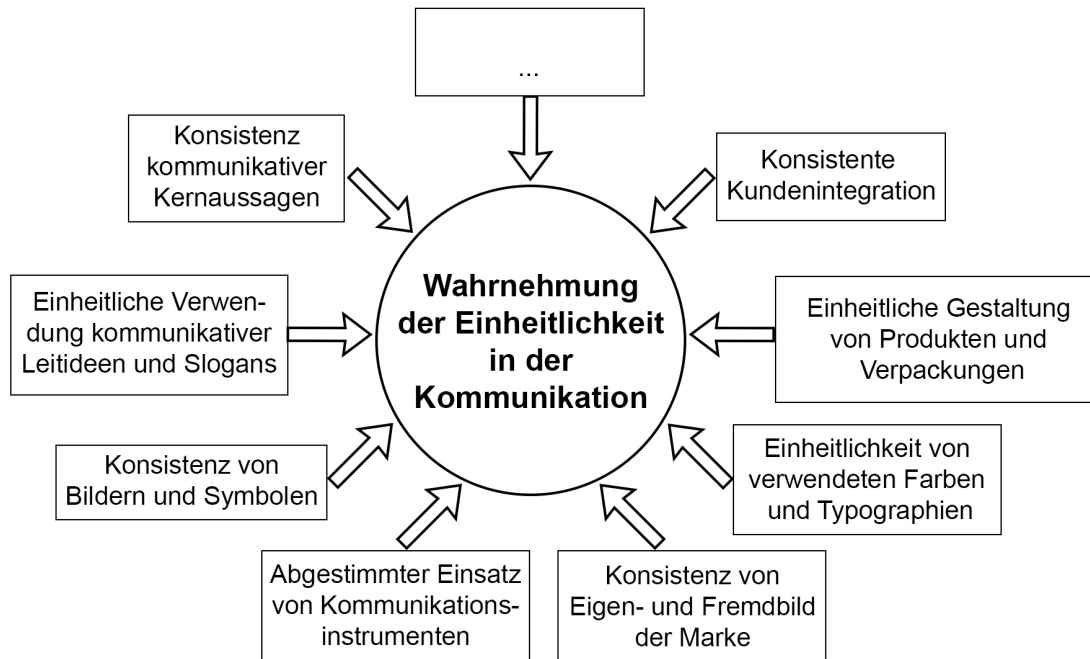 ...
Konsistenz
kommunikativer
Kernaussagen
Konsistente
Kundenintegration
Einheitliche Verwen-
dung kommunikativer
Leitideen und Slogans
Wahrnehmung
der Einheitlichkeit
in der
Kommunikation
Einheitliche Gestaltung
von Produkten und
Verpackungen
Konsistenz von
Bildern und Symbolen
Einheitlichkeit von
verwendeten Farben
und Typographien
Abgestimmter Einsatz
von Kommunikations-
instrumenten
Konsistenz von
Eigen- und Fremdbild
der Marke